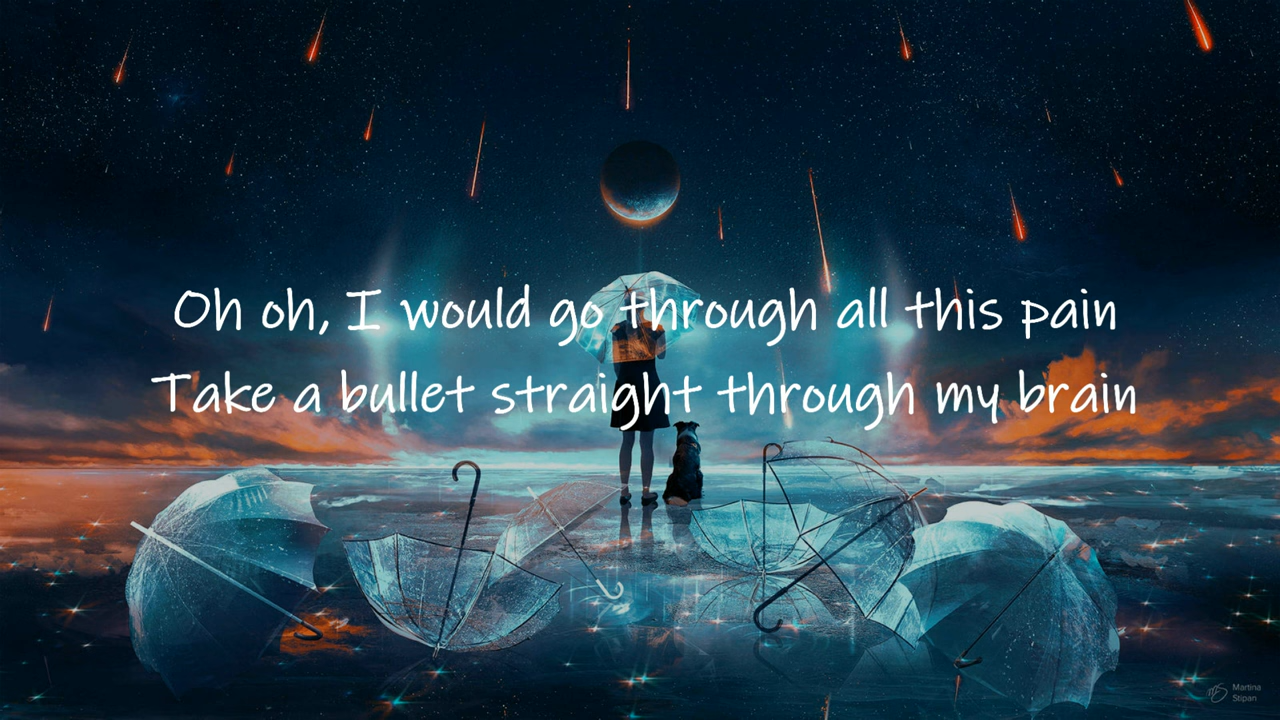 Oh oh, I would go through all this pain
Take a bullet straight through my brain
Martina
Stipan